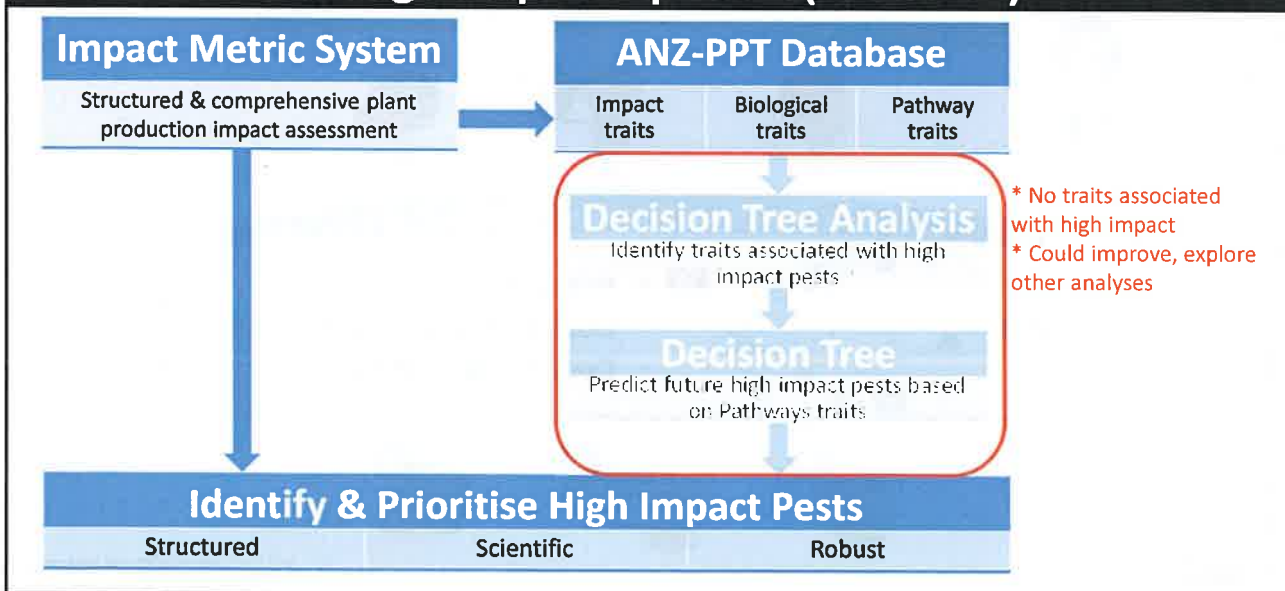 Impact Metric System
Structured & comprehensive plant
production impact assessment
ANZ-PPT Database
Impact
traits
Biological
traits
Pathway
traits
Decision Tree Analysis
Identify traits associated with high
impact pests
* No traits associated
with high impact
* Could improve, explore
other analyses
Decision Tree
Predict future high impact pests based
on Pathways traits
Identify & Prioritise High Impact Pests
Structured
Scientific
Robust